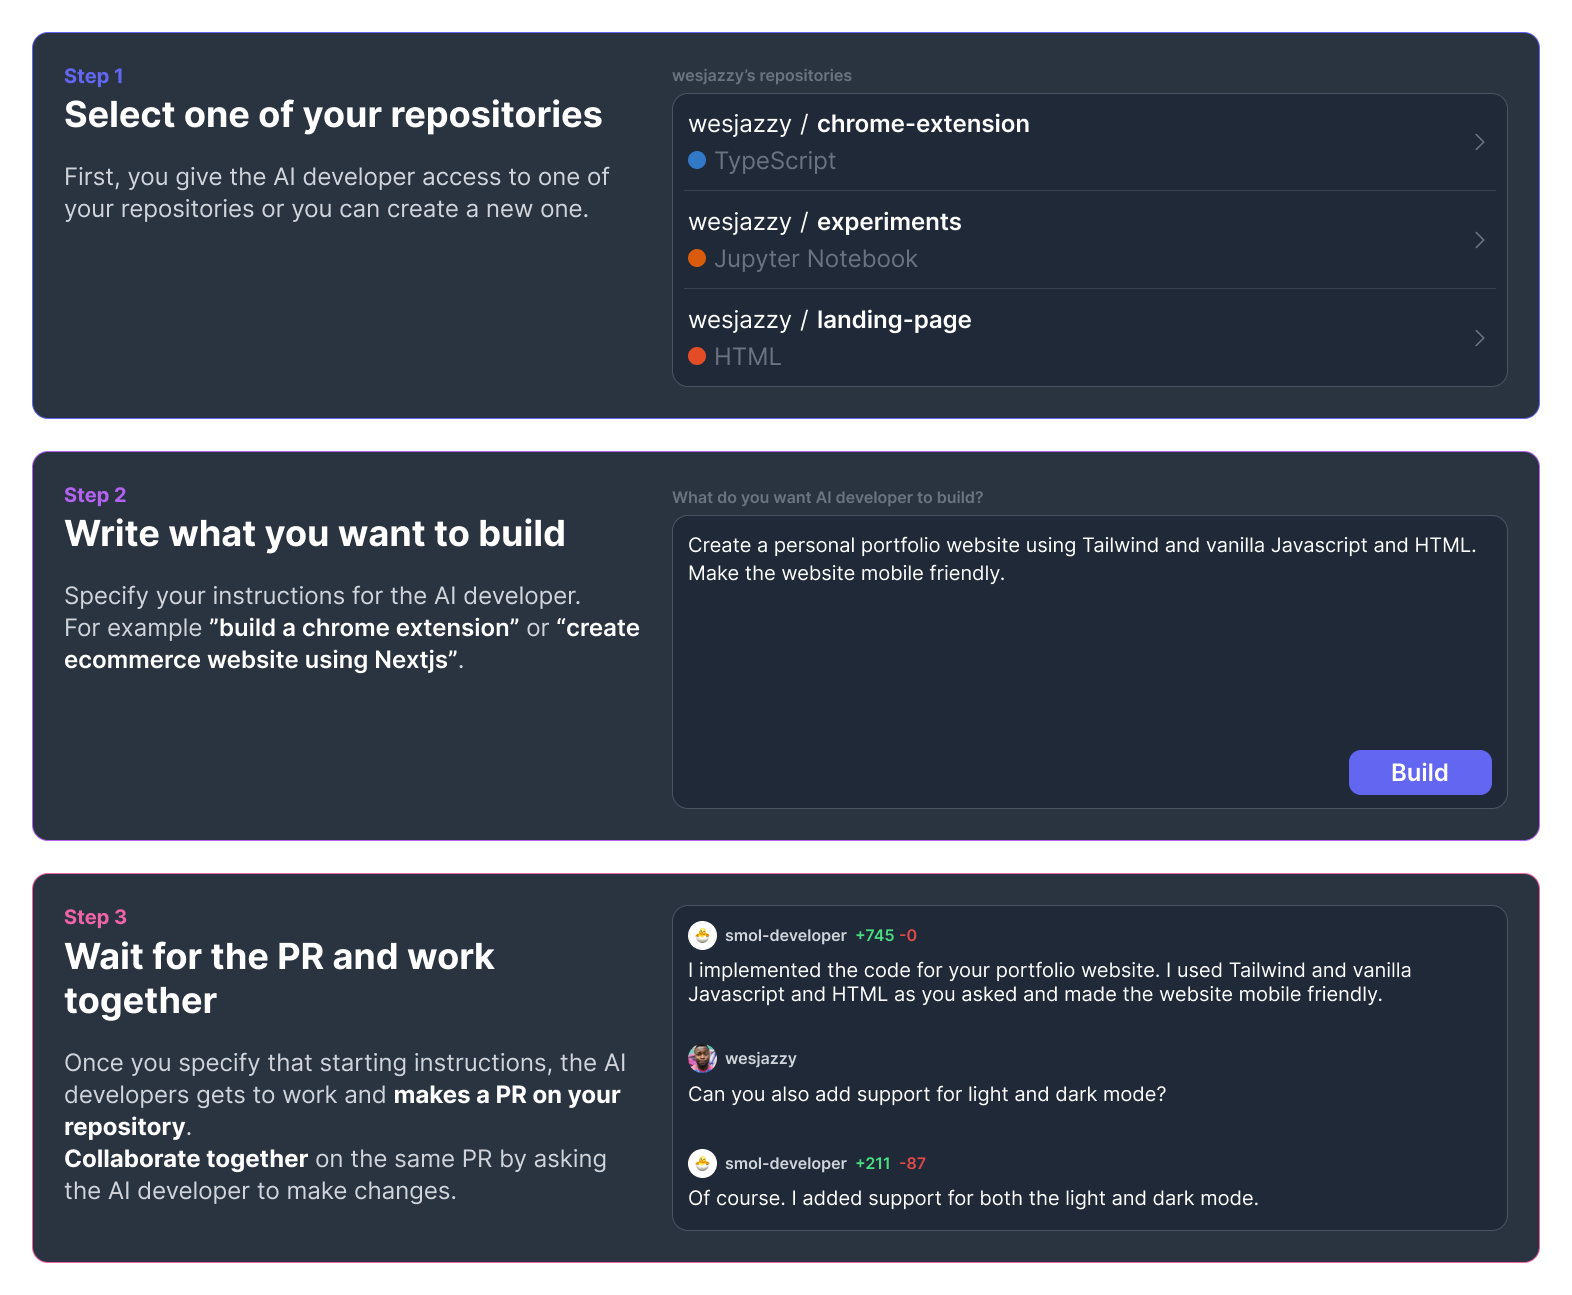 Step 1
Select one of your repositories
First, you give the AI developer access to one of
your repositories or you can create a new one.
wesjazzy’s repositories
wesjazzy / chrome-extension
TypeScript
wesjazzy / experiments
Jupyter Notebook
wesjazzy / landing-page
HTML
Step 2
Write what you want to build
Specify your instructions for the AI developer.
For example ”build a chrome extension” or “create
ecommerce website using Nextjs”.
What do you want AI developer to build?
Create a personal portfolio website using Tailwind and vanilla Javascript and HTML.
Make the website mobile friendly.
Build
Step 3
Wait for the PR and work
together
Once you specify that starting instructions, the AI
developers gets to work and makes a PR on your
repository.
Collaborate together on the same PR by asking
the AI developer to make changes.
smol-developer +745 -0
I implemented the code for your portfolio website. I used Tailwind and vanilla
Javascript and HTML as you asked and made the website mobile friendly.
wesjazzy
Can you also add support for light and dark mode?
smol-developer +211 -87
Of course. I added support for both the light and dark mode.